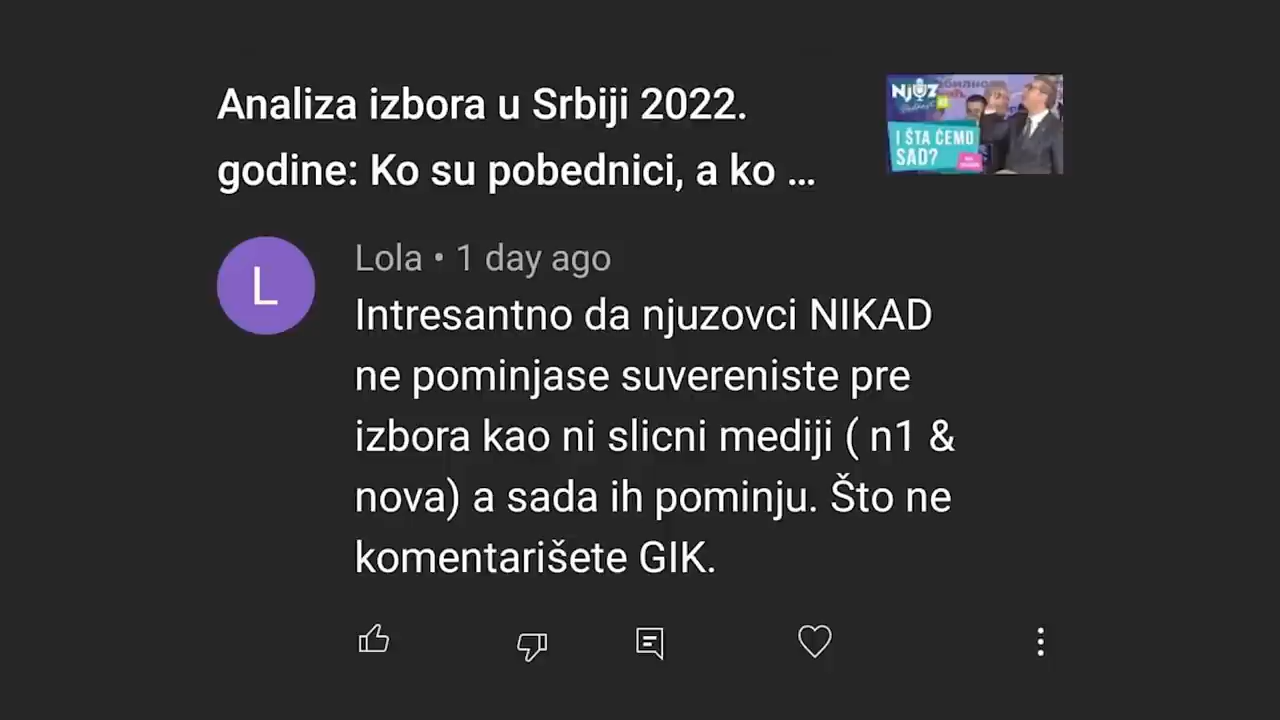 Analiza izbora u Srbiji 2022.
godine: Ko su pobednici, a ko ...
NJUZ
Podcast
I ŠTA ĆEMO
SAD?
L
Lola • 1 day ago
Intresantno da njuzovci NIKAD
ne pominjase suvereniste pre
izbora kao ni slicni mediji ( n1 &
nova) a sada ih pominju. Što ne
komentarišete GIK.